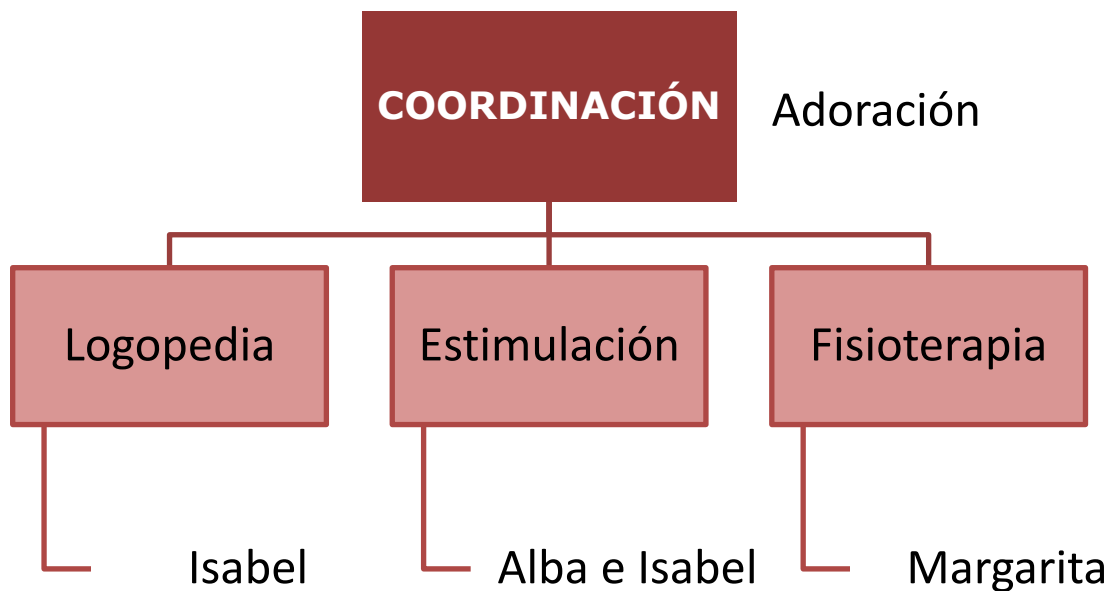 COORDINACIÓN
Adoración
Logopedia
Estimulación
Fisioterapia
Isabel
Alba e Isabel
Margarita